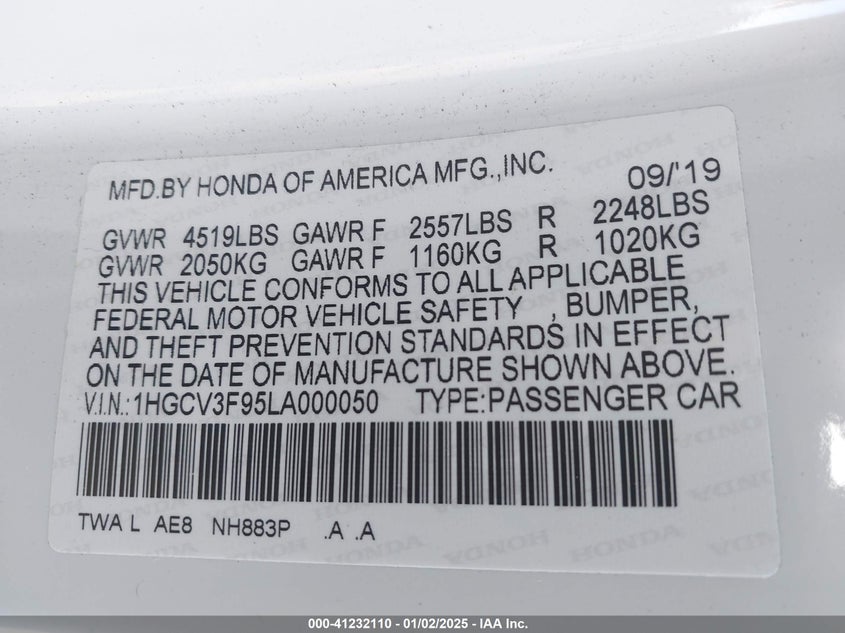 MFD.BY HONDA OF AMERICA MFG.,INC. 09/'19
GVWR 4519LBS GAWR F 2557LBS R 2248LBS
GVWR 2050KG GAWR F 1160KG R 1020KG
THIS VEHICLE CONFORMS TO ALL APPLICABLE
FEDERAL MOTOR VEHICLE SAFETY , BUMPER,
AND THEFT PREVENTION STANDARDS IN EFFECT
ON THE DATE OF MANUFACTURE SHOWN ABOVE.
V.I.N.:1HGCV3F95LA000050 TYPE:PASSENGER CAR
TWA L AE8 NH883P .A .A
000-41232110 - 01/02/2025 - IAA Inc.